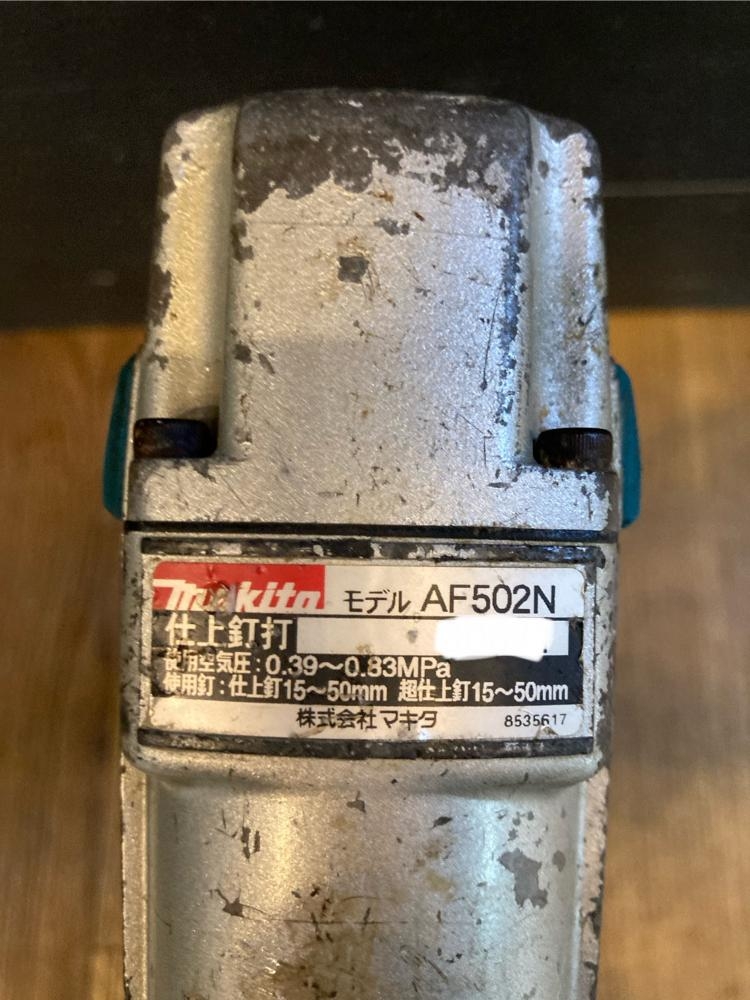 makita モデル AF502N
仕上釘打
使用空気圧:0.39～0.83MPa
使用釘:仕上釘15～50mm 超仕上釘15～50mm
株式会社マキタ 8535617